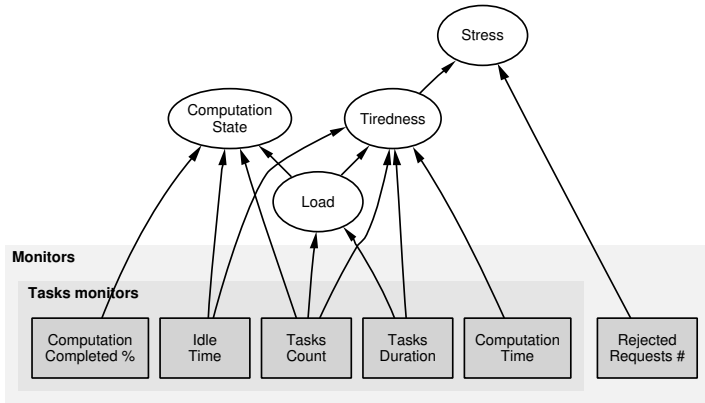 Stress
Computation
State
Tiredness
Load
Monitors
Tasks monitors
Computation
Completed %
Idle
Time
Tasks
Count
Tasks
Duration
Computation
Time
Rejected
Requests #